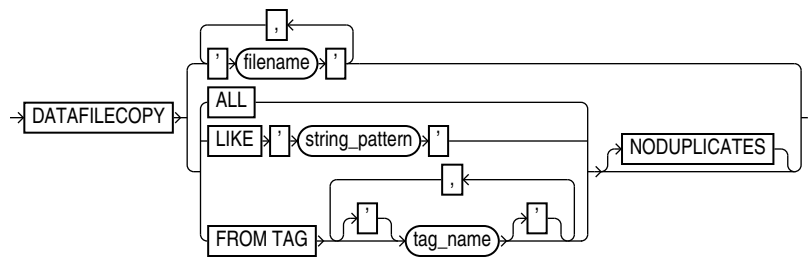 ,
' filename '
DATAFILECOPY
ALL
LIKE ' string_pattern '
NODUPLICATES
,
FROM TAG ' tag_name '